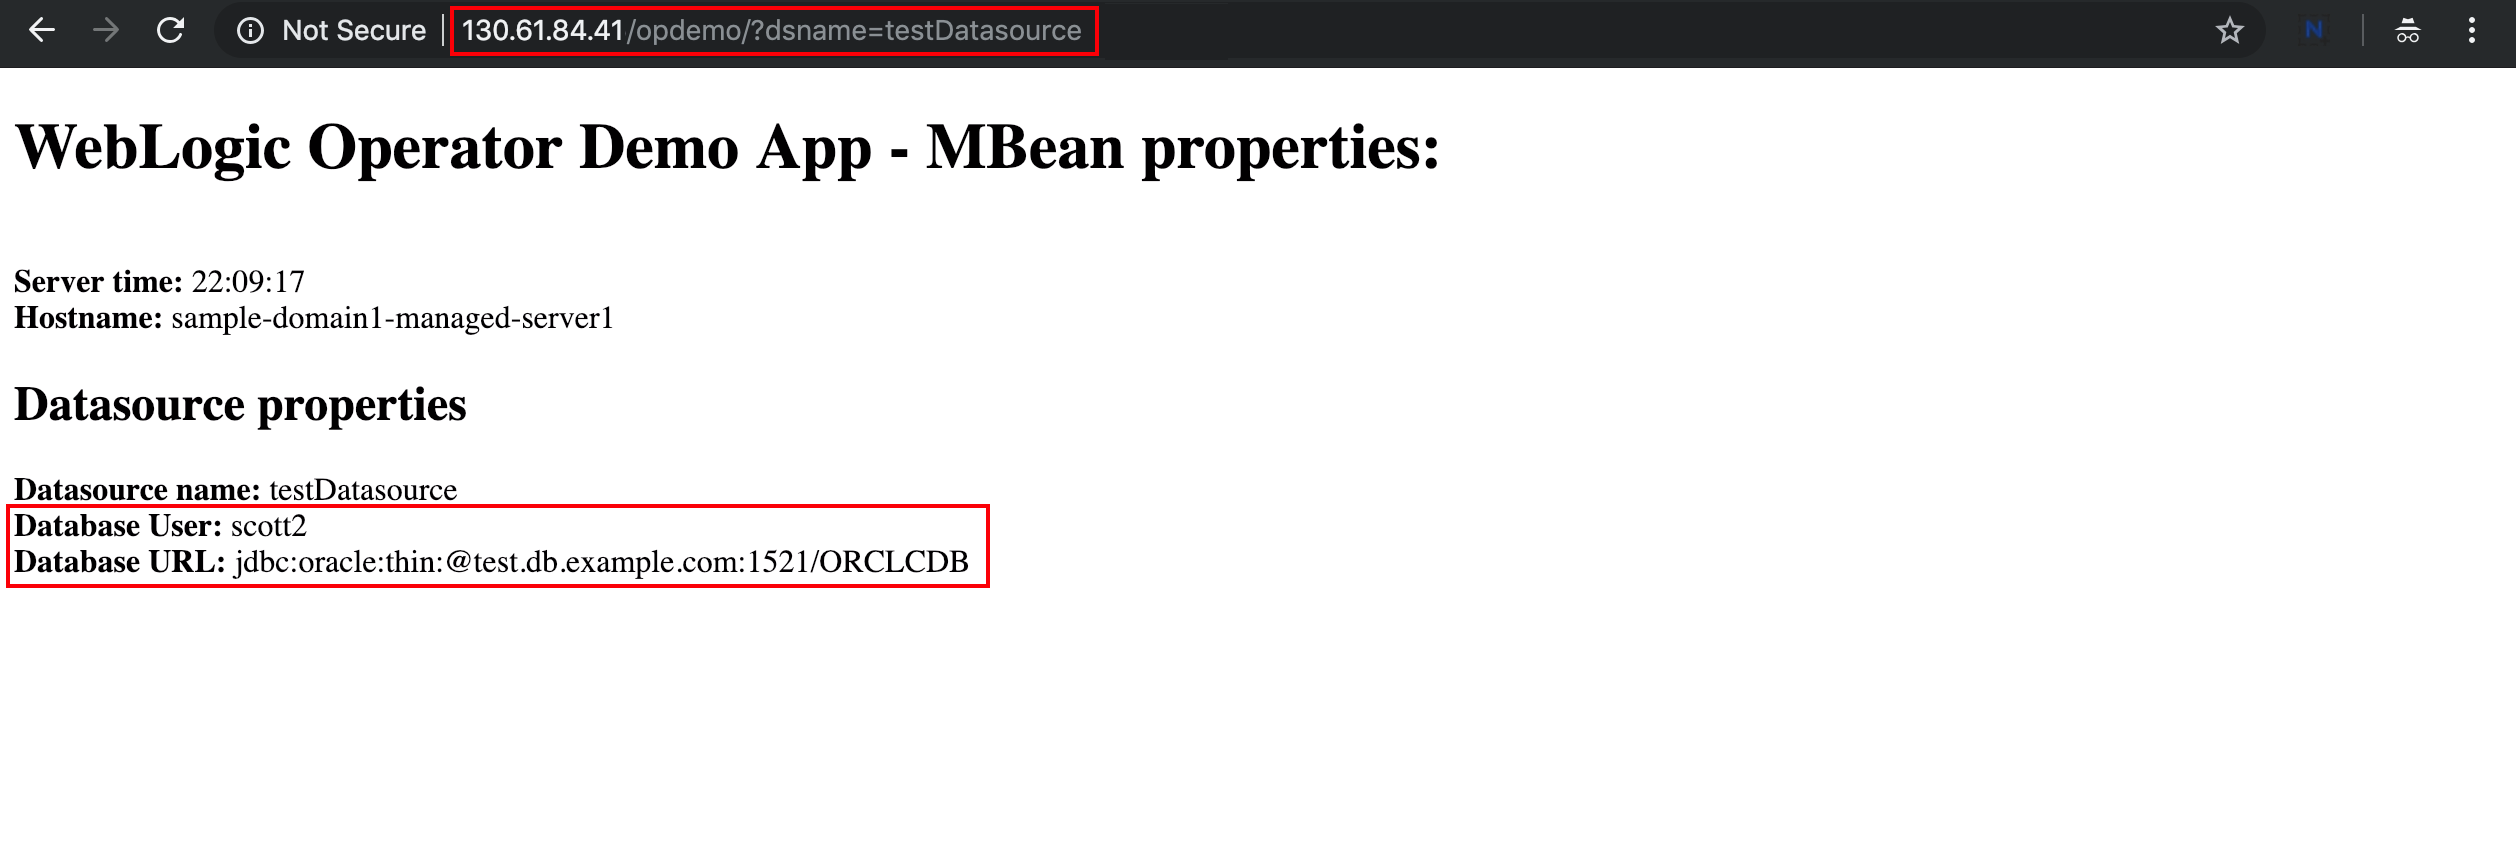 Not Secure 130.61.84.41/opdemo/?dsname=testDatasource N
WebLogic Operator Demo App - MBean properties:
Server time: 22:09:17
Hostname: sample-domain1-managed-server1
Datasource properties
Datasource name: testDatasource
Database User: scott2
Database URL: jdbc:oracle:thin:@test.db.example.com:1521/ORCLCDB